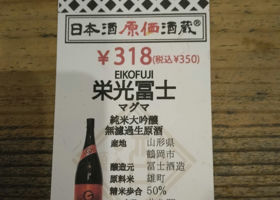 日本酒原価酒蔵®
¥318(税込¥350)
EIKOFUJI
栄光冨士
マグマ
純米大吟醸
無濾過生原酒
産地 山形県
鶴岡市
醸造元 冨士酒造
原料米 雄町
精米歩合 50%